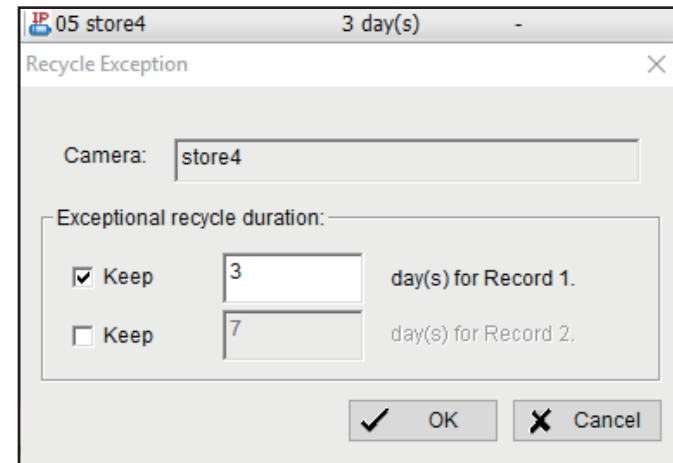 IP 05 store4 3 day(s) -
Recycle Exception
Camera: store4
Exceptional recycle duration:
Keep 3 day(s) for Record 1.
Keep 7 day(s) for Record 2.
OK Cancel